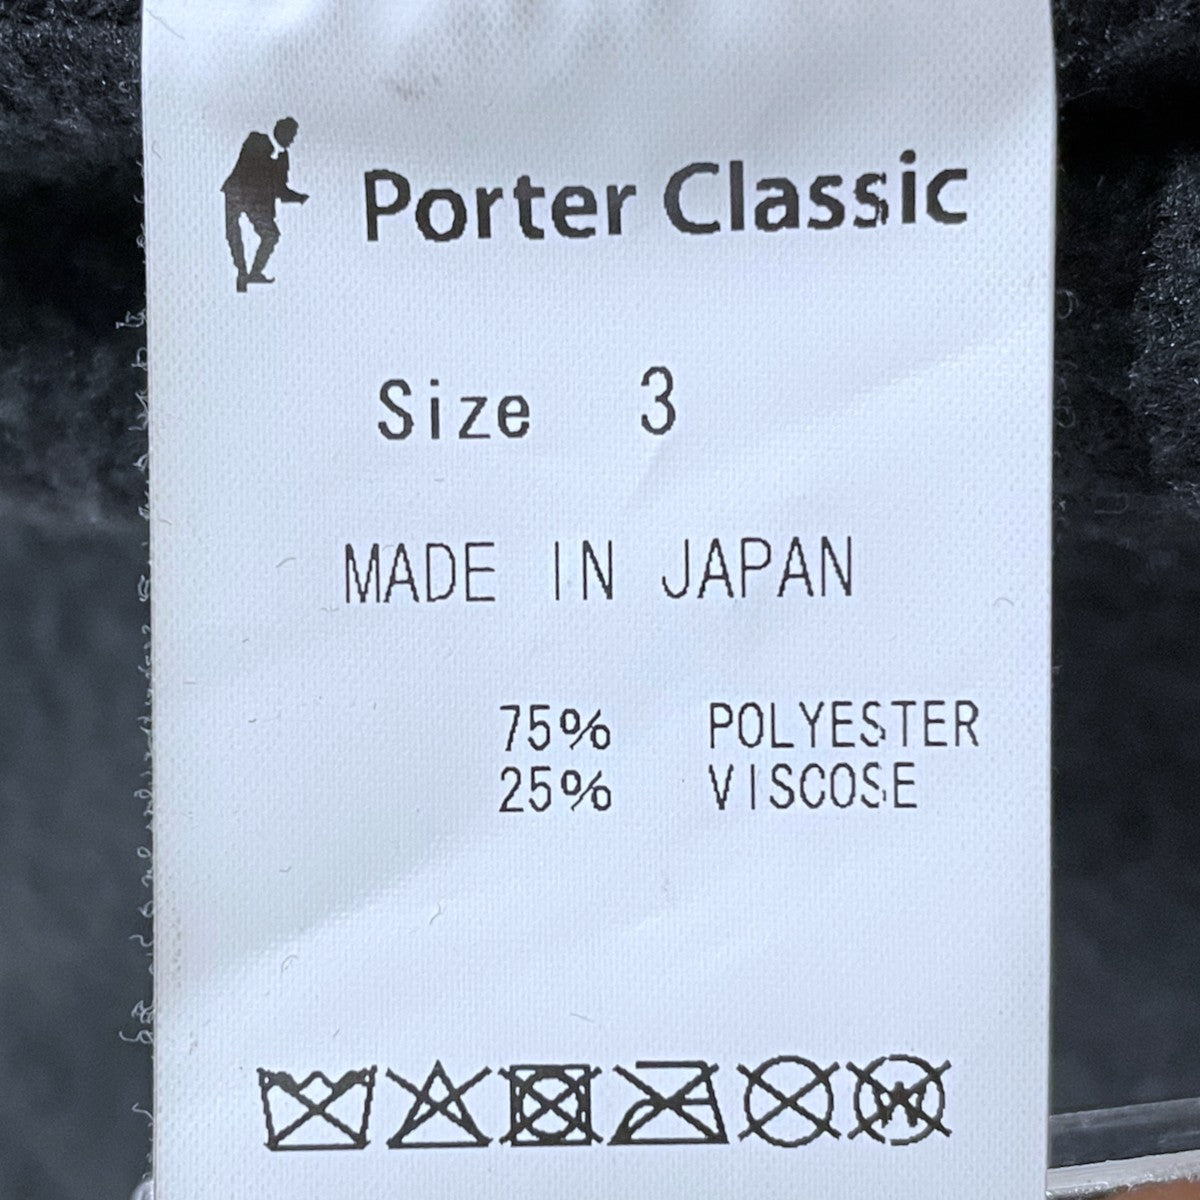 Porter Classic
Size 3
MADE IN JAPAN
75% POLYESTER
25% VISCOSE
W